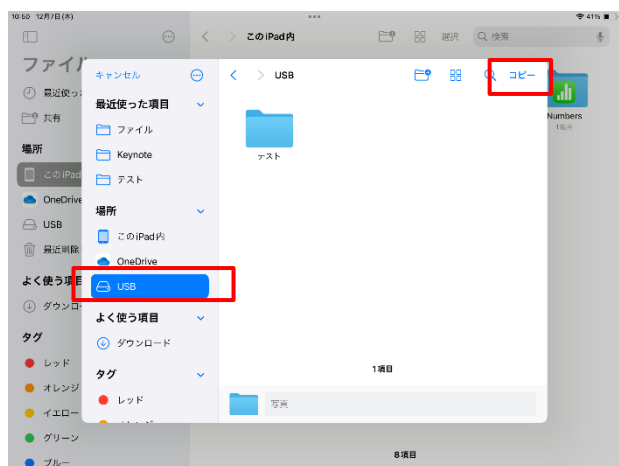 10:50 12月7日(木)
41%
このiPad内
選択
検索
ファイル
最近使っ
共有
場所
このiPad
OneDrive
USB
最近削除
よく使う項目
ダウンロー
タグ
レッド
オレンジ
イエロー
グリーン
ブルー
キャンセル
USB
コピー
最近使った項目
ファイル
Keynote
テスト
場所
このiPad内
OneDrive
USB
よく使う項目
ダウンロード
タグ
レッド
テスト
1項目
写真
Numbers
8項目